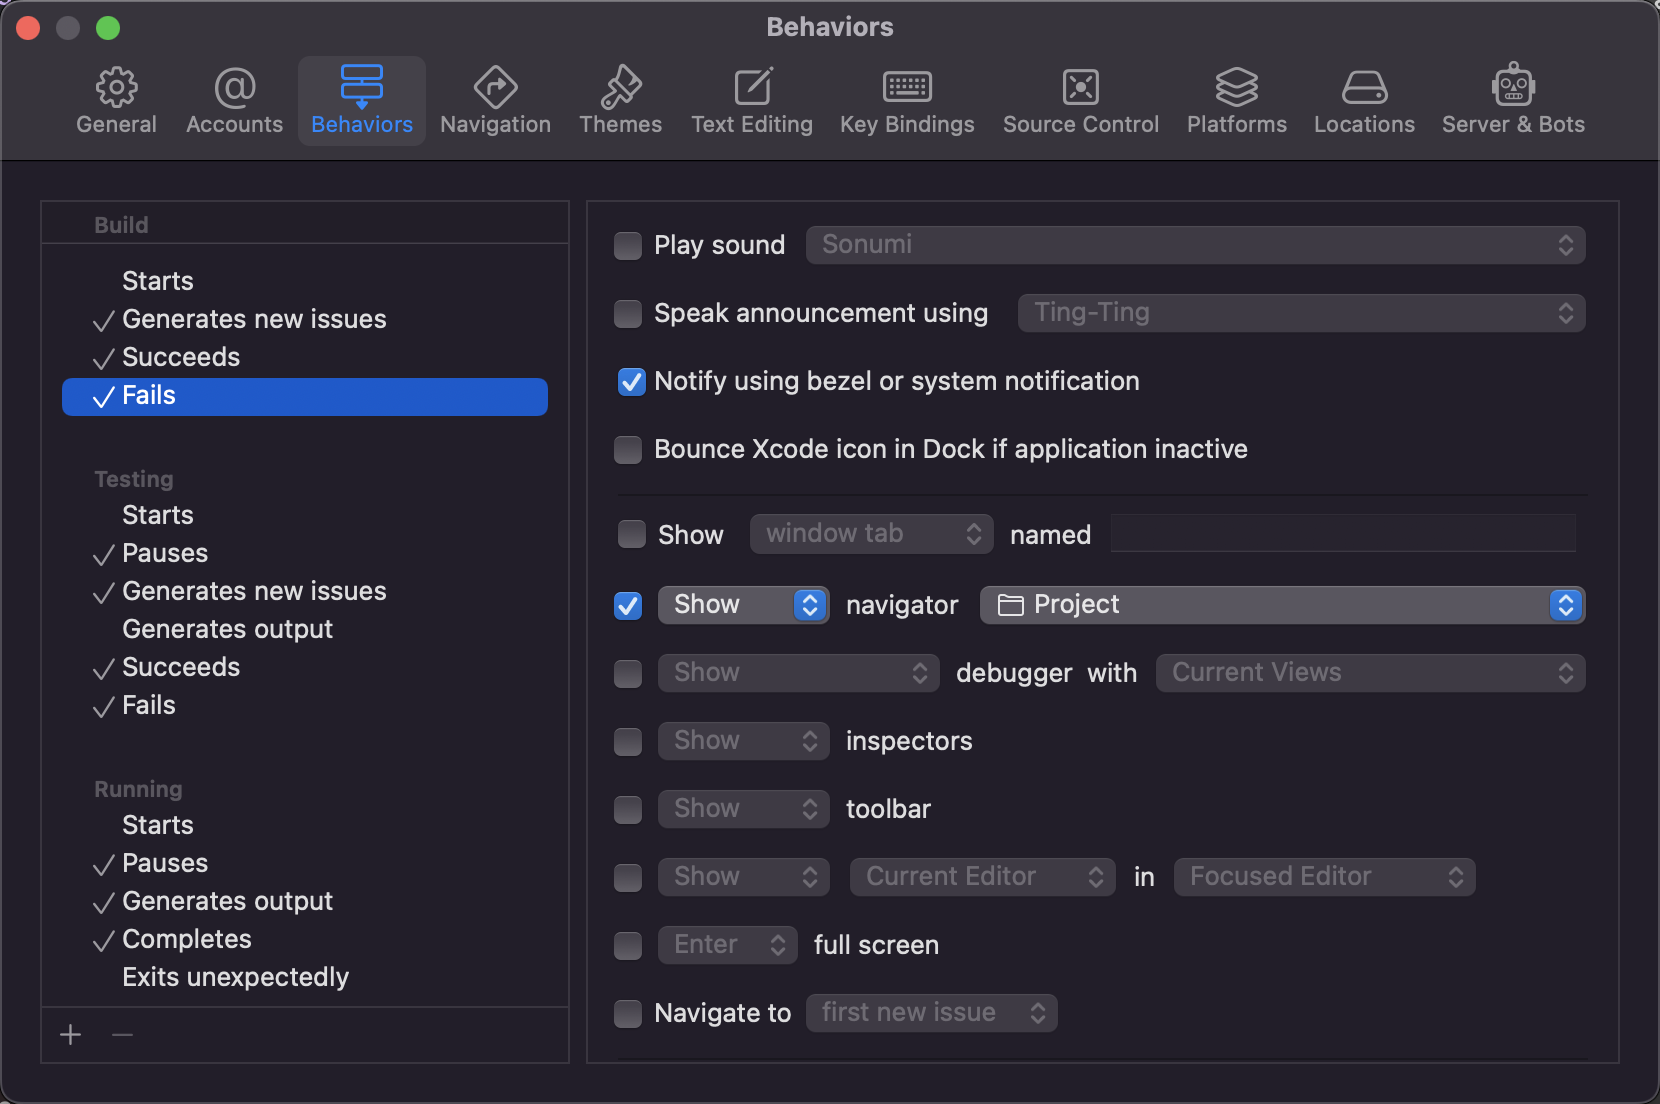 Behaviors
General Accounts Behaviors Navigation Themes Text Editing Key Bindings Source Control Platforms Locations Server & Bots
Build
Starts
Generates new issues
Succeeds
Fails
Testing
Starts
Pauses
Generates new issues
Generates output
Succeeds
Fails
Running
Starts
Pauses
Generates output
Completes
Exits unexpectedly
Play sound Sonumi
Speak announcement using Ting-Ting
Notify using bezel or system notification
Bounce Xcode icon in Dock if application inactive
Show window tab named
Show navigator Project
Show debugger with Current Views
Show inspectors
Show toolbar
Show Current Editor in Focused Editor
Enter full screen
Navigate to first new issue